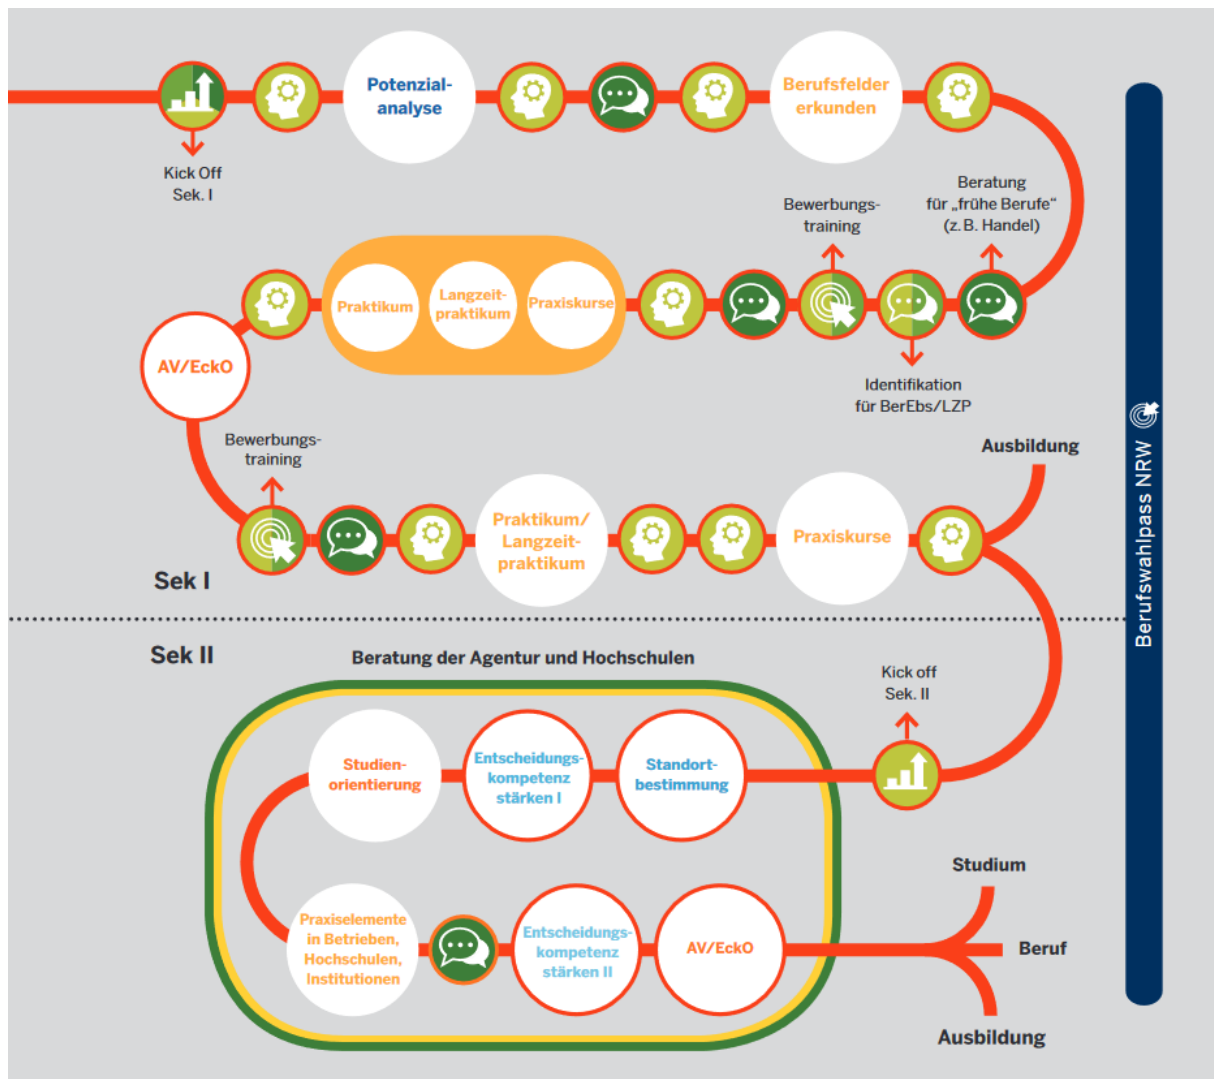 Potenzial-
analyse
Berufsfelder
erkunden
Kick Off
Sek. I
Beratung
für „frühe Berufe“
(z. B. Handel)
Bewerbungs-
training
Praktikum
Langzeit-
praktikum
Praxiskurse
AV/EckO
Identifikation
für BerEbs/LZP
Bewerbungs-
training
Ausbildung
Praktikum/
Langzeit-
praktikum
Praxiskurse
Sek I
Berufswahlpass NRW
Sek II
Beratung der Agentur und Hochschulen
Kick off
Sek. II
Studien-
orientierung
Entscheidungs-
kompetenz
stärken I
Standort-
bestimmung
Studium
Praxiselemente
in Betrieben,
Hochschulen,
Institutionen
Entscheidungs-
kompetenz
stärken II
AV/EckO
Beruf
Ausbildung